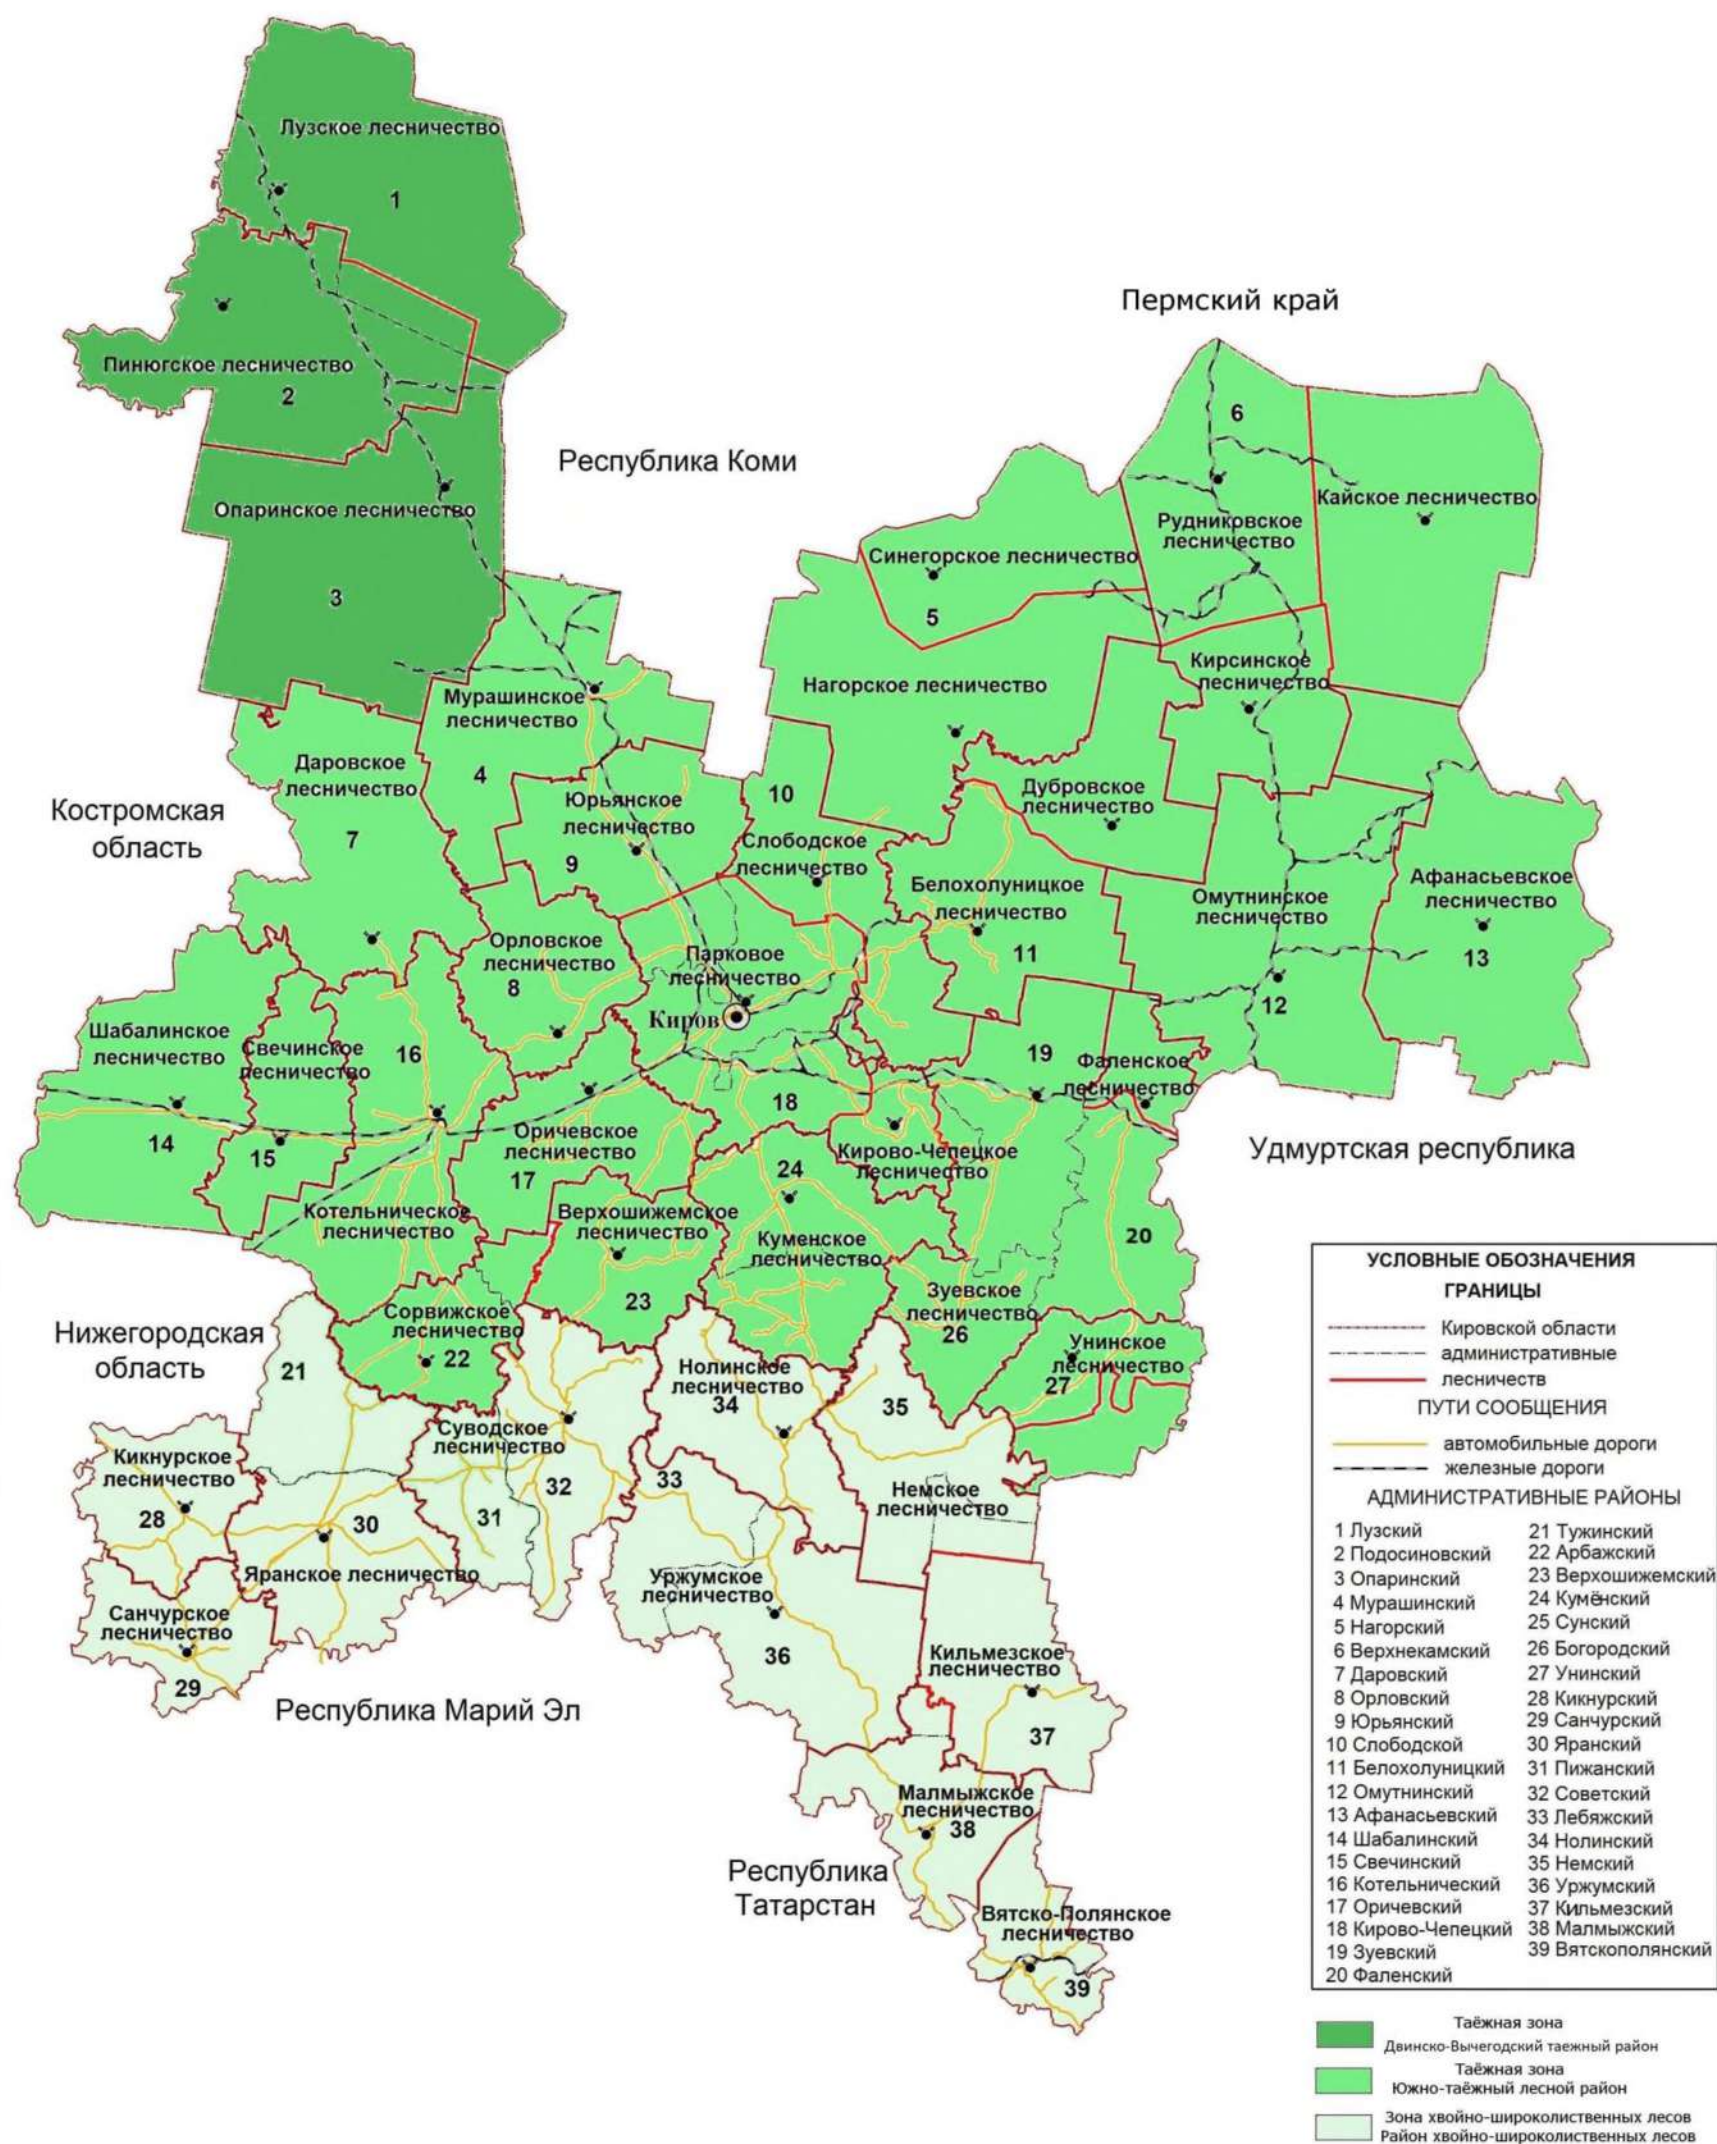 Лузское лесничество
1
Пермский край
Пинюгское лесничество
2
6
Республика Коми
Кайское лесничество
Опаринское лесничество
Рудниковское
лесничество
Синегорское лесничество
3
5
Кирсинское
лесничество
Нагорское лесничество
Мурашинское
лесничество
Даровское
лесничество
4
Дубровское
лесничество
10
Костромская
область
Юрьянское
лесничество
7
Слободское
лесничество
9
Белохолуницкое
лесничество
Афанасьевское
лесничество
Омутнинское
лесничество
Орловское
лесничество
Парковое
лесничество
11
13
8
12
Киров
Шабалинское
лесничество
Свечинское
лесничество
16
19
Фаленское
лесничество
18
14
15
Оричевское
лесничество
Кирово-Чепецкое
лесничество
Удмуртская республика
24
17
Котельническое
лесничество
Верхошижемское
лесничество
Куменское
лесничество
20
Зуевское
лесничество
23
Сорвижское
лесничество
26
Нижегородская
область
Унинское
лесничество
22
21
Нолинское
лесничество
27
34
35
Суводское
лесничество
Кикнурское
лесничество
33
32
Немское
лесничество
28
30
31
Яранское лесничество
Уржумское
лесничество
Санчурское
лесничество
36
Кильмезское
лесничество
29
Республика Марий Эл
37
Малмыжское
лесничество
38
Республика
Татарстан
Вятско-Полянское
лесничество
39
УСЛОВНЫЕ ОБОЗНАЧЕНИЯ
ГРАНИЦЫ
Кировской области
административные
лесничеств
ПУТИ СООБЩЕНИЯ
автомобильные дороги
железные дороги
АДМИНИСТРАТИВНЫЕ РАЙОНЫ
1 Лузский
2 Подосиновский
3 Опаринский
4 Мурашинский
5 Нагорский
6 Верхнекамский
7 Даровский
8 Орловский
9 Юрьянский
10 Слободской
11 Белохолуницкий
12 Омутнинский
13 Афанасьевский
14 Шабалинский
15 Свечинский
16 Котельнический
17 Оричевский
18 Кирово-Чепецкий
19 Зуевский
20 Фаленский
21 Тужинский
22 Арбажский
23 Верхошижемский
24 Кумёнский
25 Сунский
26 Богородский
27 Унинский
28 Кикнурский
29 Санчурский
30 Яранский
31 Пижанский
32 Советский
33 Лебяжский
34 Нолинский
35 Немский
36 Уржумский
37 Кильмезский
38 Малмыжский
39 Вятскополянский
Таёжная зона
Двинско-Вычегодский таежный район
Таёжная зона
Южно-таёжный лесной район
Зона хвойно-широколиственных лесов
Район хвойно-широколиственных лесов